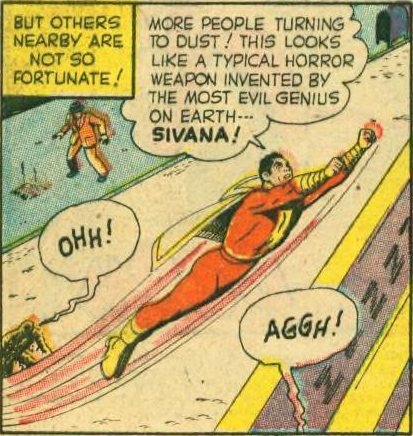 BUT OTHERS
NEARBY ARE
NOT SO
FORTUNATE!
MORE PEOPLE TURNING
TO DUST! THIS LOOKS
LIKE A TYPICAL HORROR
WEAPON INVENTED BY
THE MOST EVIL GENIUS
ON EARTH---
SIVANA!
OHH!
AGGH!